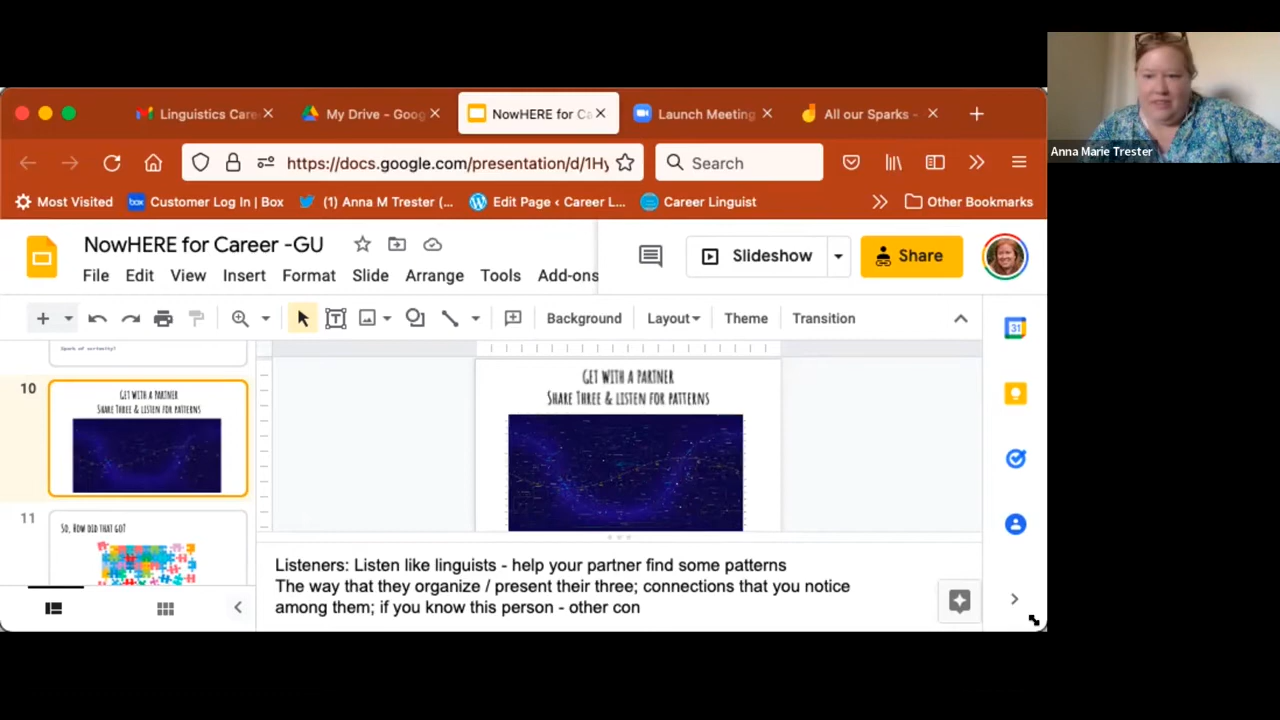 Anna Marie Trester
Linguistics Care
My Drive - Goog
NowHERE for Ca
Launch Meeting
All our Sparks -
https://docs.google.com/presentation/d/1Hy
Search
Most Visited
box Customer Log In | Box
(1) Anna M Trester (...
Edit Page ‹ Career L...
Career Linguist
Other Bookmarks
NowHERE for Career -GU
Slideshow
Share
File Edit View Insert Format Slide Arrange Tools Add-ons
Background Layout Theme Transition
31
Spark of curiosity?
10
GET WITH A PARTNER
SHARE THREE & LISTEN FOR PATTERNS
11
SO, HOW DID THAT GO?
GET WITH A PARTNER
SHARE THREE & LISTEN FOR PATTERNS
Listeners: Listen like linguists - help your partner find some patterns
The way that they organize / present their three; connections that you notice
among them; if you know this person - other con